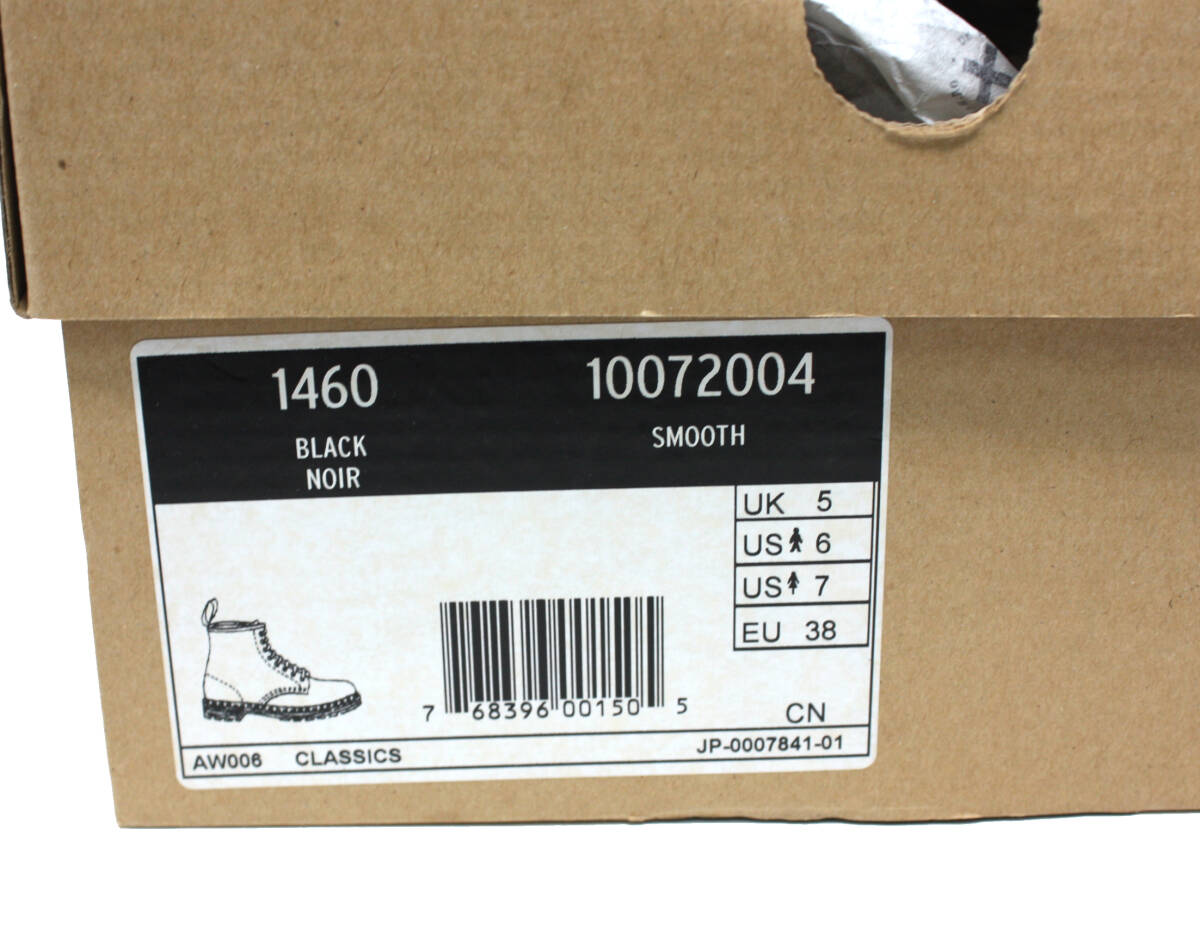 1460
10072004
BLACK
NOIR
SMOOTH
UK 5
US 6
US 7
EU 38
7 68396 00150 5
CN
AW006 CLASSICS
JP-0007841-01